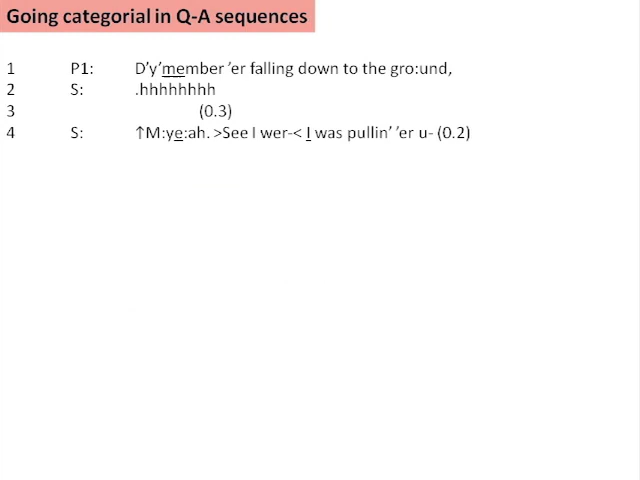 Going categorial in Q-A sequences
1 P1: D’y’member ’er falling down to the gro:und,
2 S: .hhhhhhhh
3 (0.3)
4 S: ↑M:ye:ah. >See I wer-< I was pullin’ ’er u- (0.2)